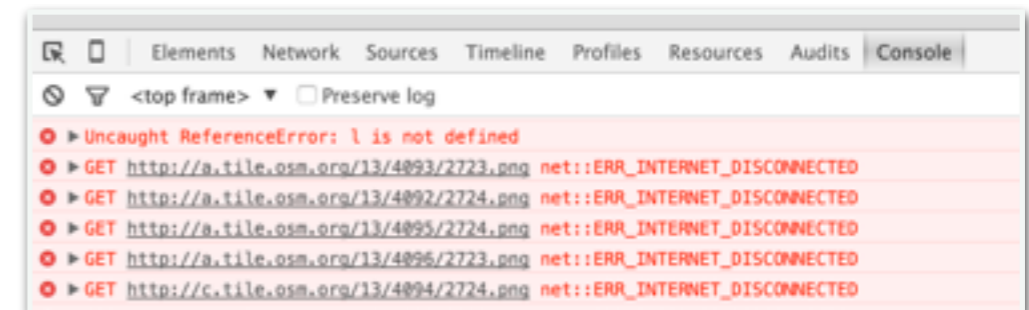 Elements Network Sources Timeline Profiles Resources Audits Console
<top frame> ▼ Preserve log
Uncaught ReferenceError: l is not defined
GET http://a.tile.osm.org/13/4093/2723.png net::ERR_INTERNET_DISCONNECTED
GET http://a.tile.osm.org/13/4092/2724.png net::ERR_INTERNET_DISCONNECTED
GET http://a.tile.osm.org/13/4095/2724.png net::ERR_INTERNET_DISCONNECTED
GET http://a.tile.osm.org/13/4096/2723.png net::ERR_INTERNET_DISCONNECTED
GET http://c.tile.osm.org/13/4094/2724.png net::ERR_INTERNET_DISCONNECTED